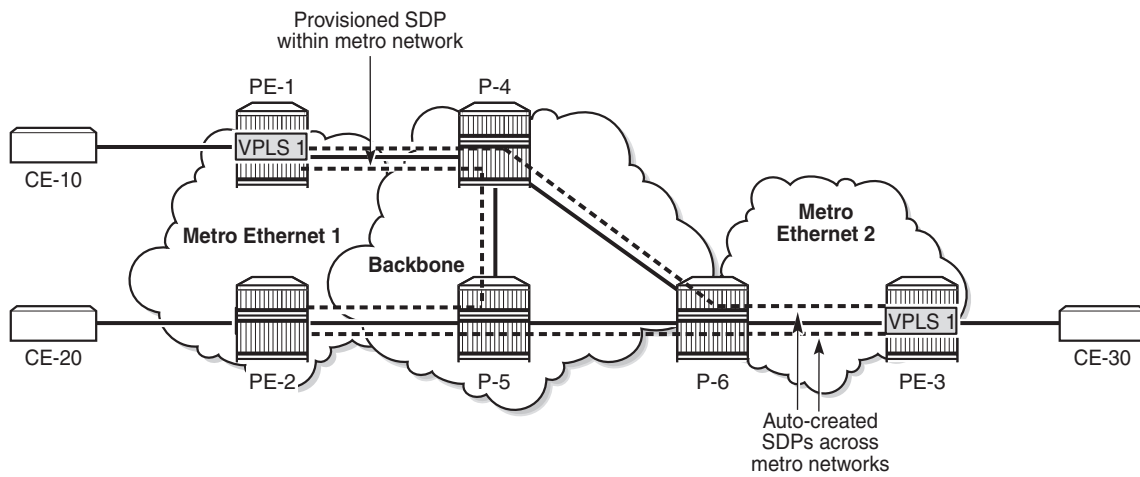 Provisioned SDP
within metro network
PE-1
P-4
VPLS 1
CE-10
Metro Ethernet 1
Backbone
Metro
Ethernet 2
VPLS 1
CE-20
PE-2
P-5
P-6
PE-3
CE-30
Auto-created
SDPs across
metro networks